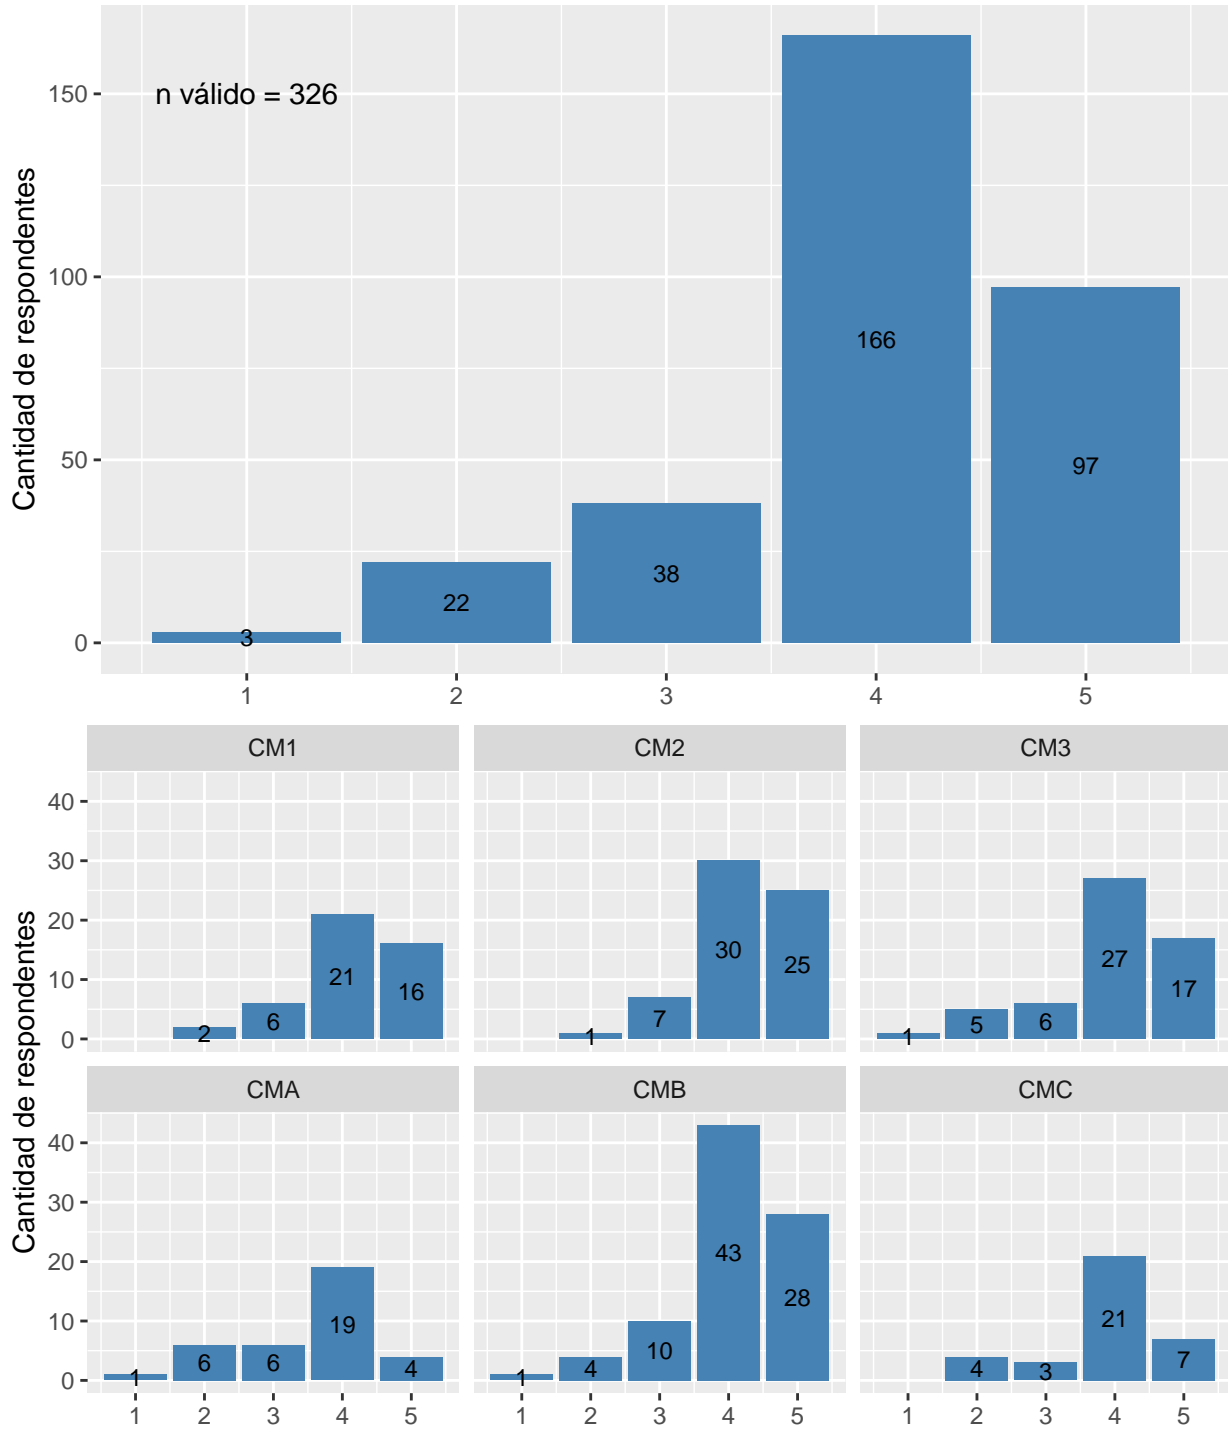 Cantidad de respondentes
n válido = 326
150
100
50
0
3
22
38
166
97
1 2 3 4 5
Cantidad de respondentes
CM1 CM2 CM3
40
30
20
10
0
2 6 21 16
1 7 30 25
1 5 6 27 17
CMA CMB CMC
40
30
20
10
0
1 6 6 19 4
1 4 10 43 28
4 3 21 7
1 2 3 4 5 1 2 3 4 5 1 2 3 4 5